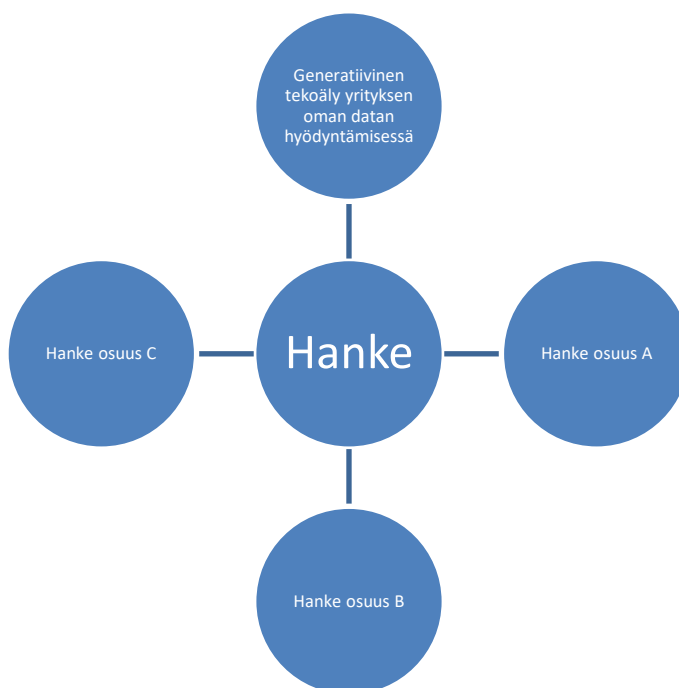 Generatiivinen
tekoäly yrityksen
oman datan
hyödyntämisessä
Hanke osuus C
Hanke
Hanke osuus A
Hanke osuus B